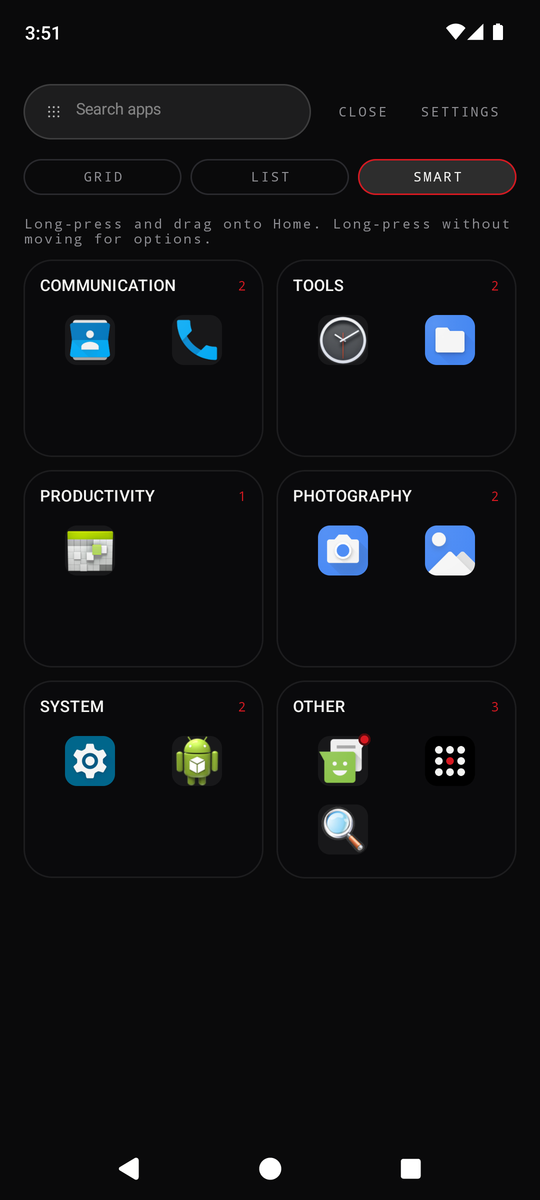 3:51
Search apps
CLOSE
SETTINGS
GRID
LIST
SMART
Long-press and drag onto Home. Long-press without
moving for options.
COMMUNICATION
2
TOOLS
2
PRODUCTIVITY
1
PHOTOGRAPHY
2
SYSTEM
2
OTHER
3